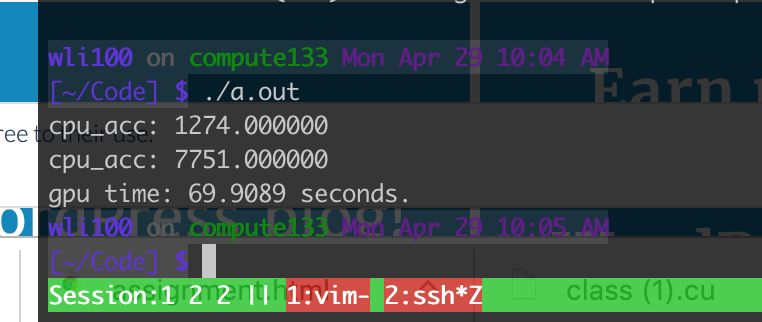 wli100 on compute133 Mon Apr 29 10:04 AM
[~/Code] $ ./a.out
Earn
ree to their use.
cpu_acc: 1274.000000
cpu_acc: 7751.000000
gpu time: 69.9089 seconds.
wli100 on compute133 Mon Apr 29 10:05 AM
[~/Code] $
Session:1 2 2 || 1:vim- 2:ssh*Z
assignment.html
class (1).cu